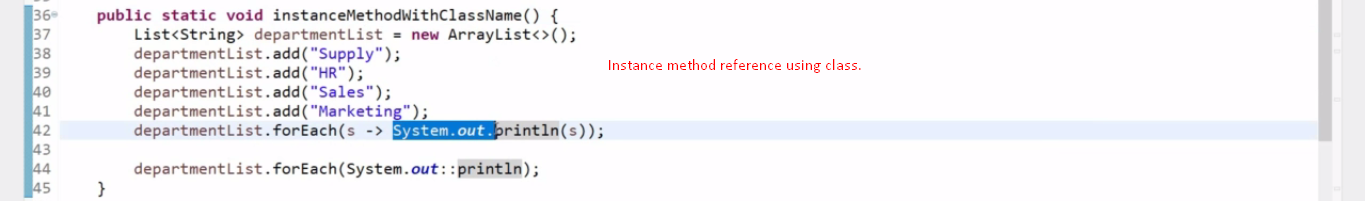 36 public static void instanceMethodWithClassName() {
37 List<String> departmentList = new ArrayList<>();
38 departmentList.add("Supply");
39 departmentList.add("HR");
Instance method reference using class.
40 departmentList.add("Sales");
41 departmentList.add("Marketing");
42 departmentList.forEach(s -> System.out.println(s));
43
44 departmentList.forEach(System.out::println);
45 }